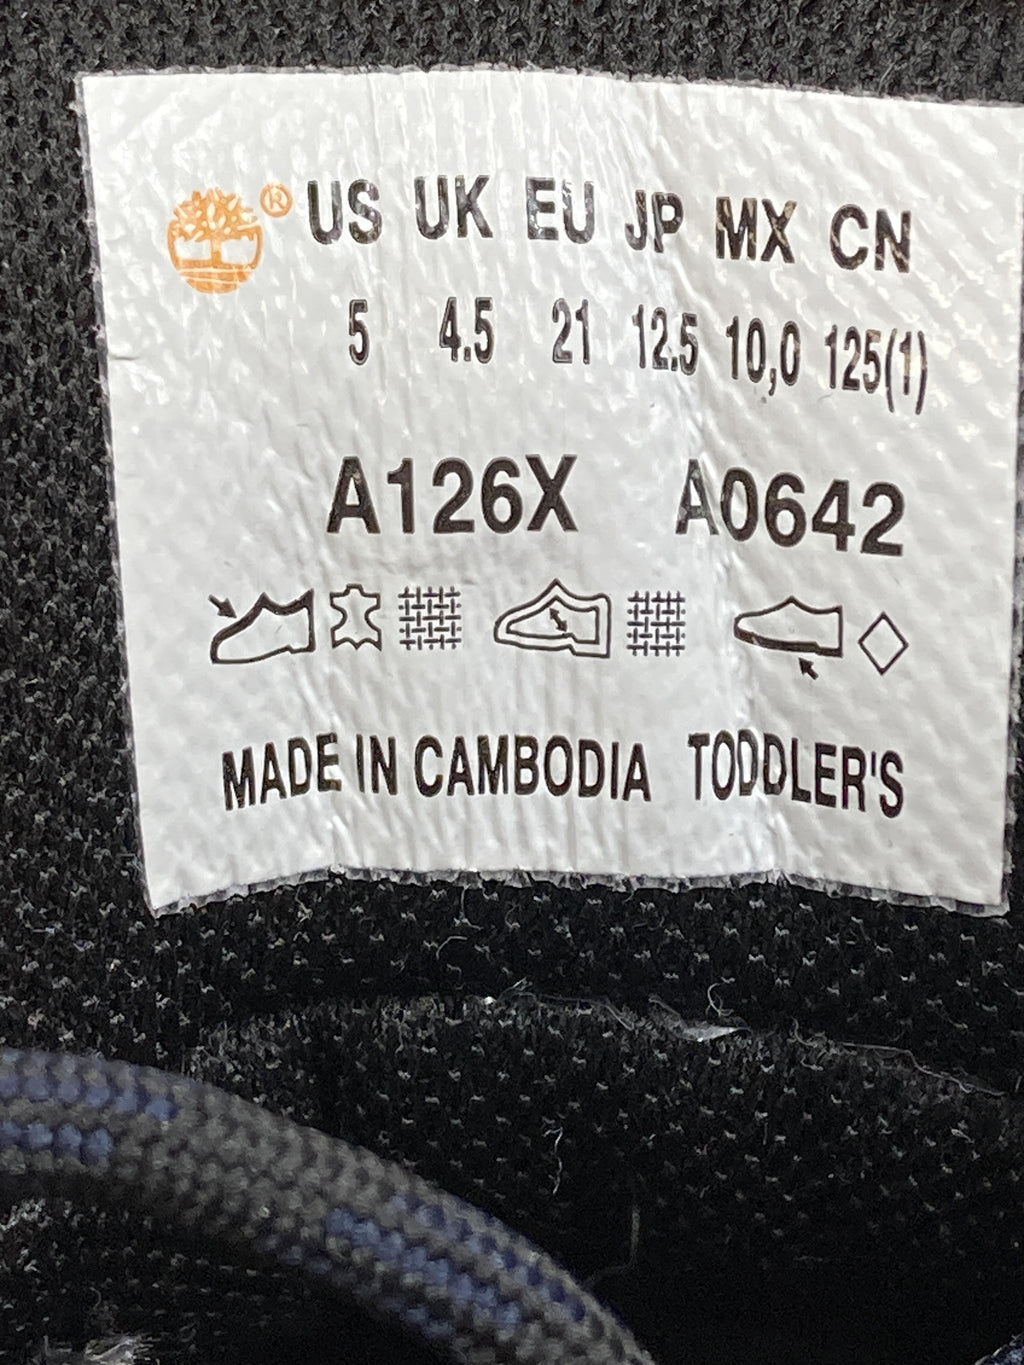 ® US UK EU JP MX CN
5 4.5 21 12.5 10,0 125(1)
A126X A0642
MADE IN CAMBODIA TODDLER'S